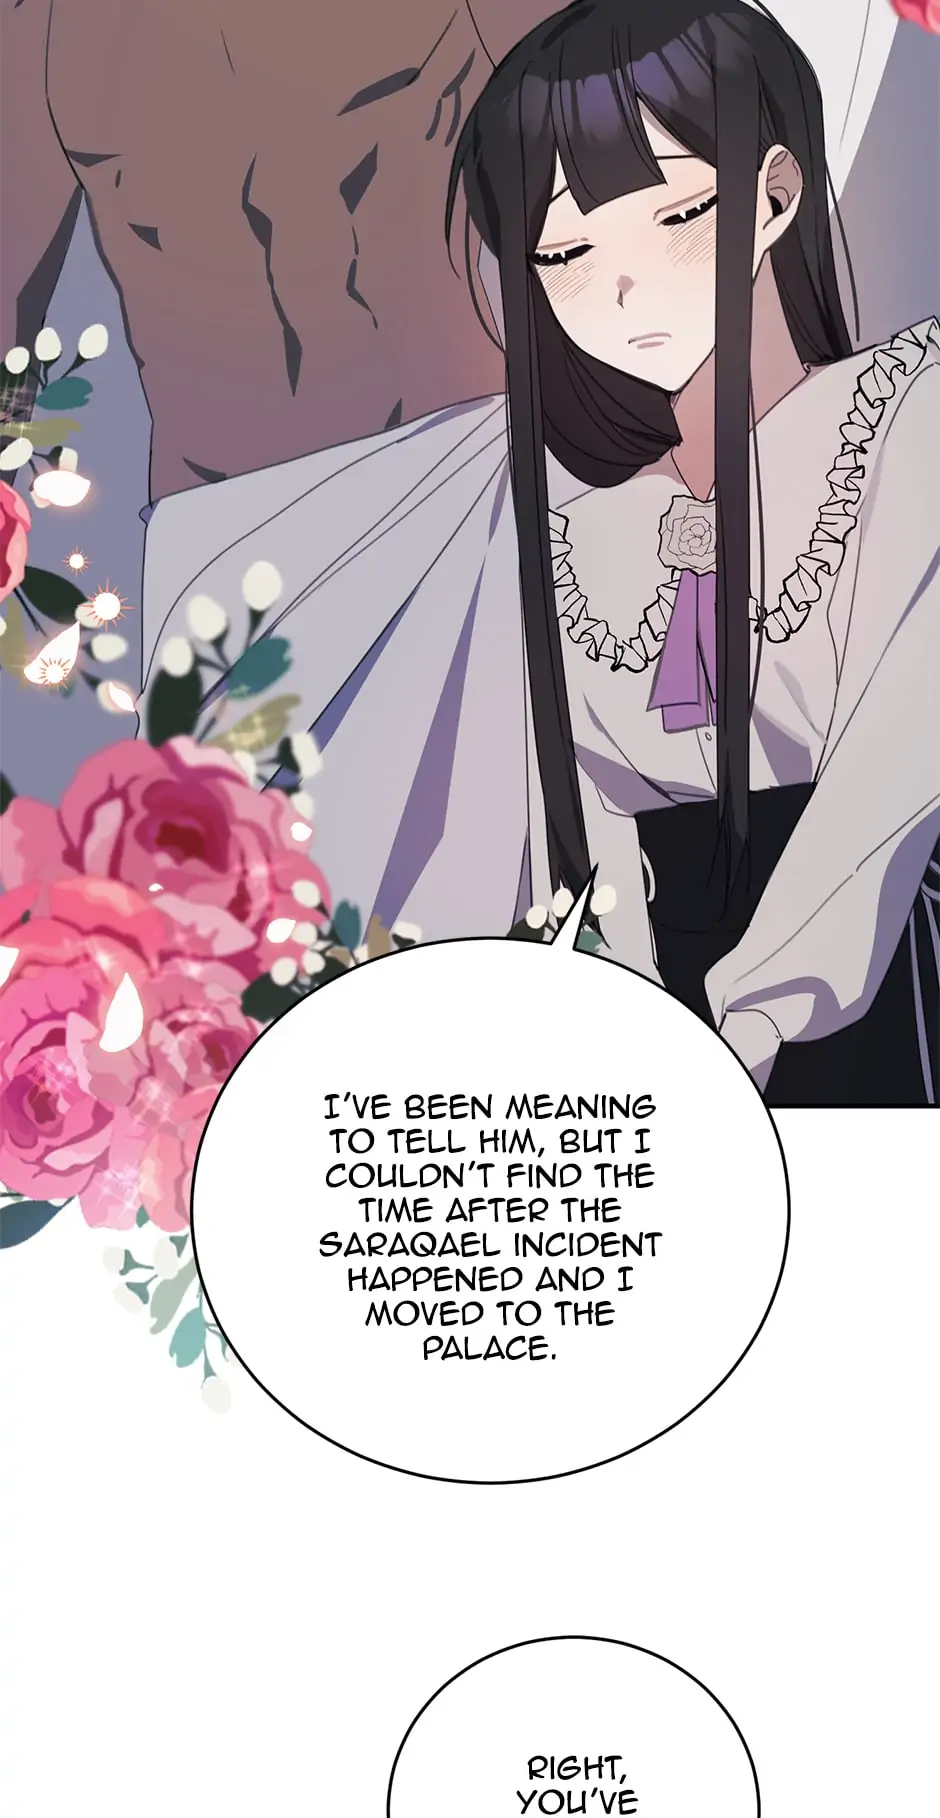 I'VE BEEN MEANING
TO TELL HIM, BUT I
COULDN'T FIND THE
TIME AFTER THE
SARAQAEL INCIDENT
HAPPENED AND I
MOVED TO THE
PALACE.
RIGHT,
YOU'VE